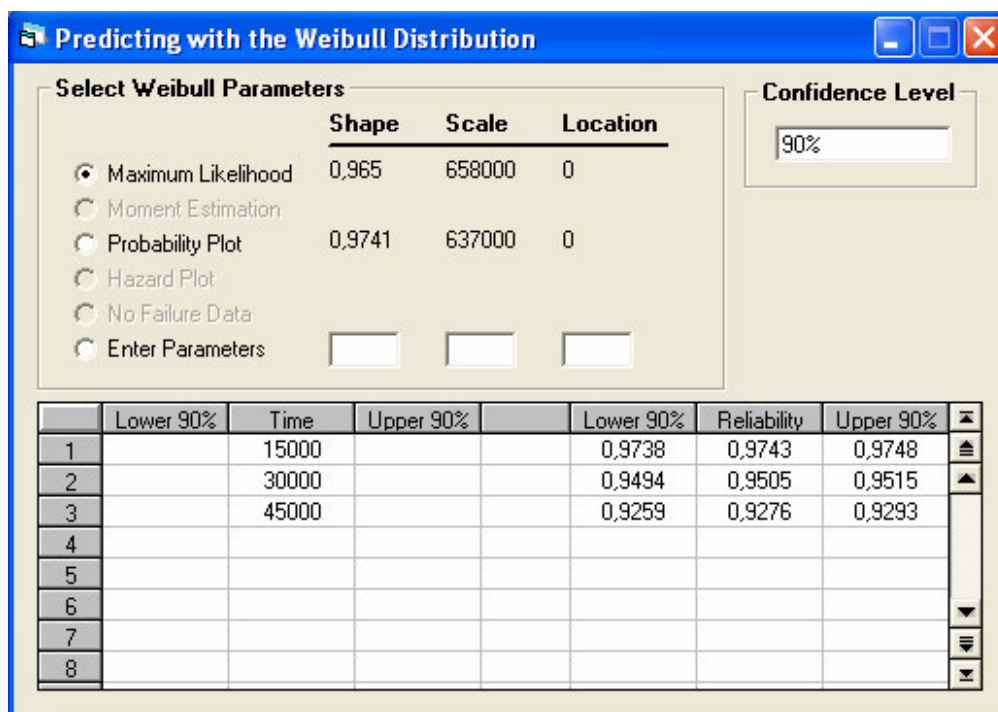 Predicting with the Weibull Distribution
Select Weibull Parameters
Confidence Level
Shape Scale Location
90%
Maximum Likelihood 0,965 658000 0
Moment Estimation
Probability Plot 0,9741 637000 0
Hazard Plot
No Failure Data
Enter Parameters
Lower 90% Time Upper 90% Lower 90% Reliability Upper 90%
1 15000 0,9738 0,9743 0,9748
2 30000 0,9494 0,9505 0,9515
3 45000 0,9259 0,9276 0,9293
4
5
6
7
8